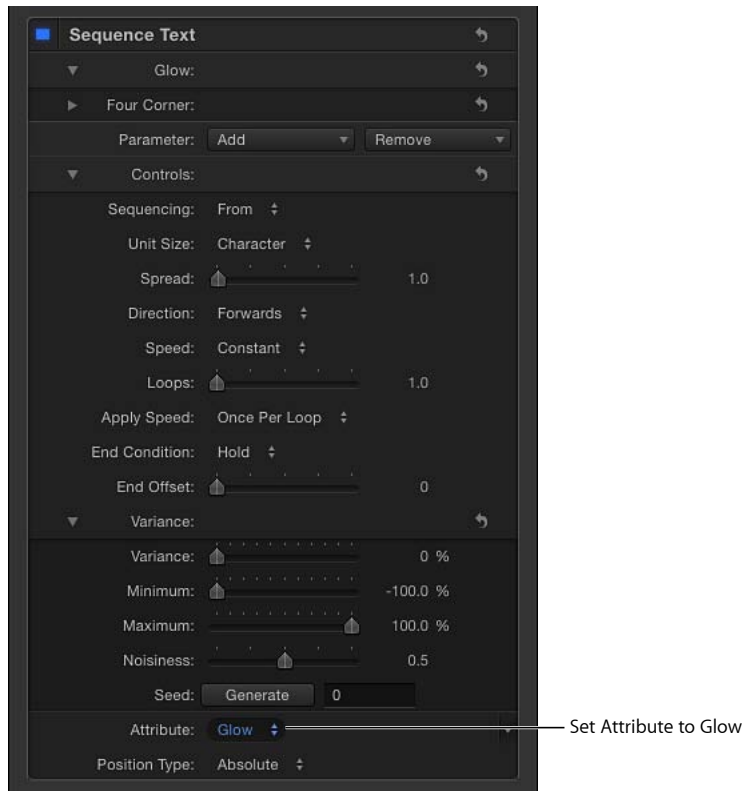 Sequence Text
Glow:
Four Corner:
Parameter: Add Remove
Controls:
Sequencing: From
Unit Size: Character
Spread: 1.0
Direction: Forwards
Speed: Constant
Loops: 1.0
Apply Speed: Once Per Loop
End Condition: Hold
End Offset: 0
Variance:
Variance: 0 %
Minimum: -100.0 %
Maximum: 100.0 %
Noisiness: 0.5
Seed: Generate 0
Attribute: Glow Set Attribute to Glow
Position Type: Absolute